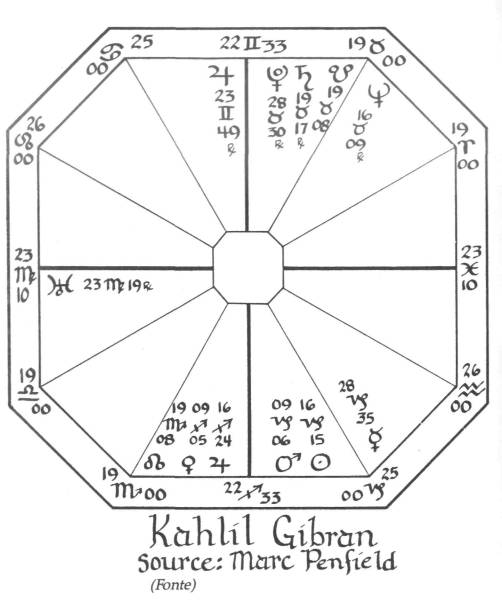 25 ♋ 00
22 ♊ 33
19 ♉ 00
♃ 23 ♊ 49 ℞
♇ 28 ♉ 30 ℞
♄ 19 ♉ 17 ℞
☋ 19 ♉ 08
♆ 16 ♉ 09 ℞
26 ♌ 00
19 ♈ 00
23 ♍ 10
♅ 23 ♍ 19 ℞
23 ♓ 10
19 ♎ 00
26 ♒ 00
19 ♏ 08 ☊
09 ♐ 05 ♀
16 ♐ 24 ♃
09 ♑ 06 ♂
16 ♑ 15 ☉
28 ♑ 35 ☿
19 ♏ 00
22 ♐ 33
00 ♑ 25
Kahlil Gibran
Source: Marc Penfield
(Fonte)